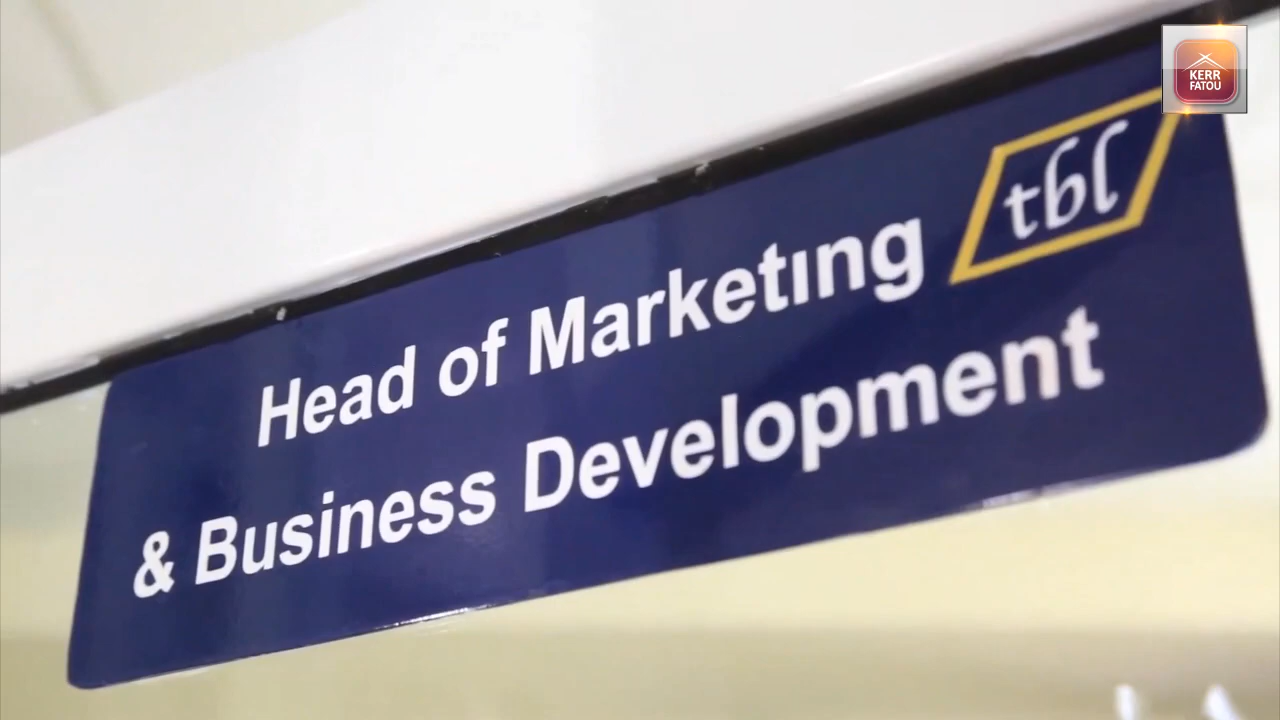 KERR
FATOU
tbl
Head of Marketing
& Business Development